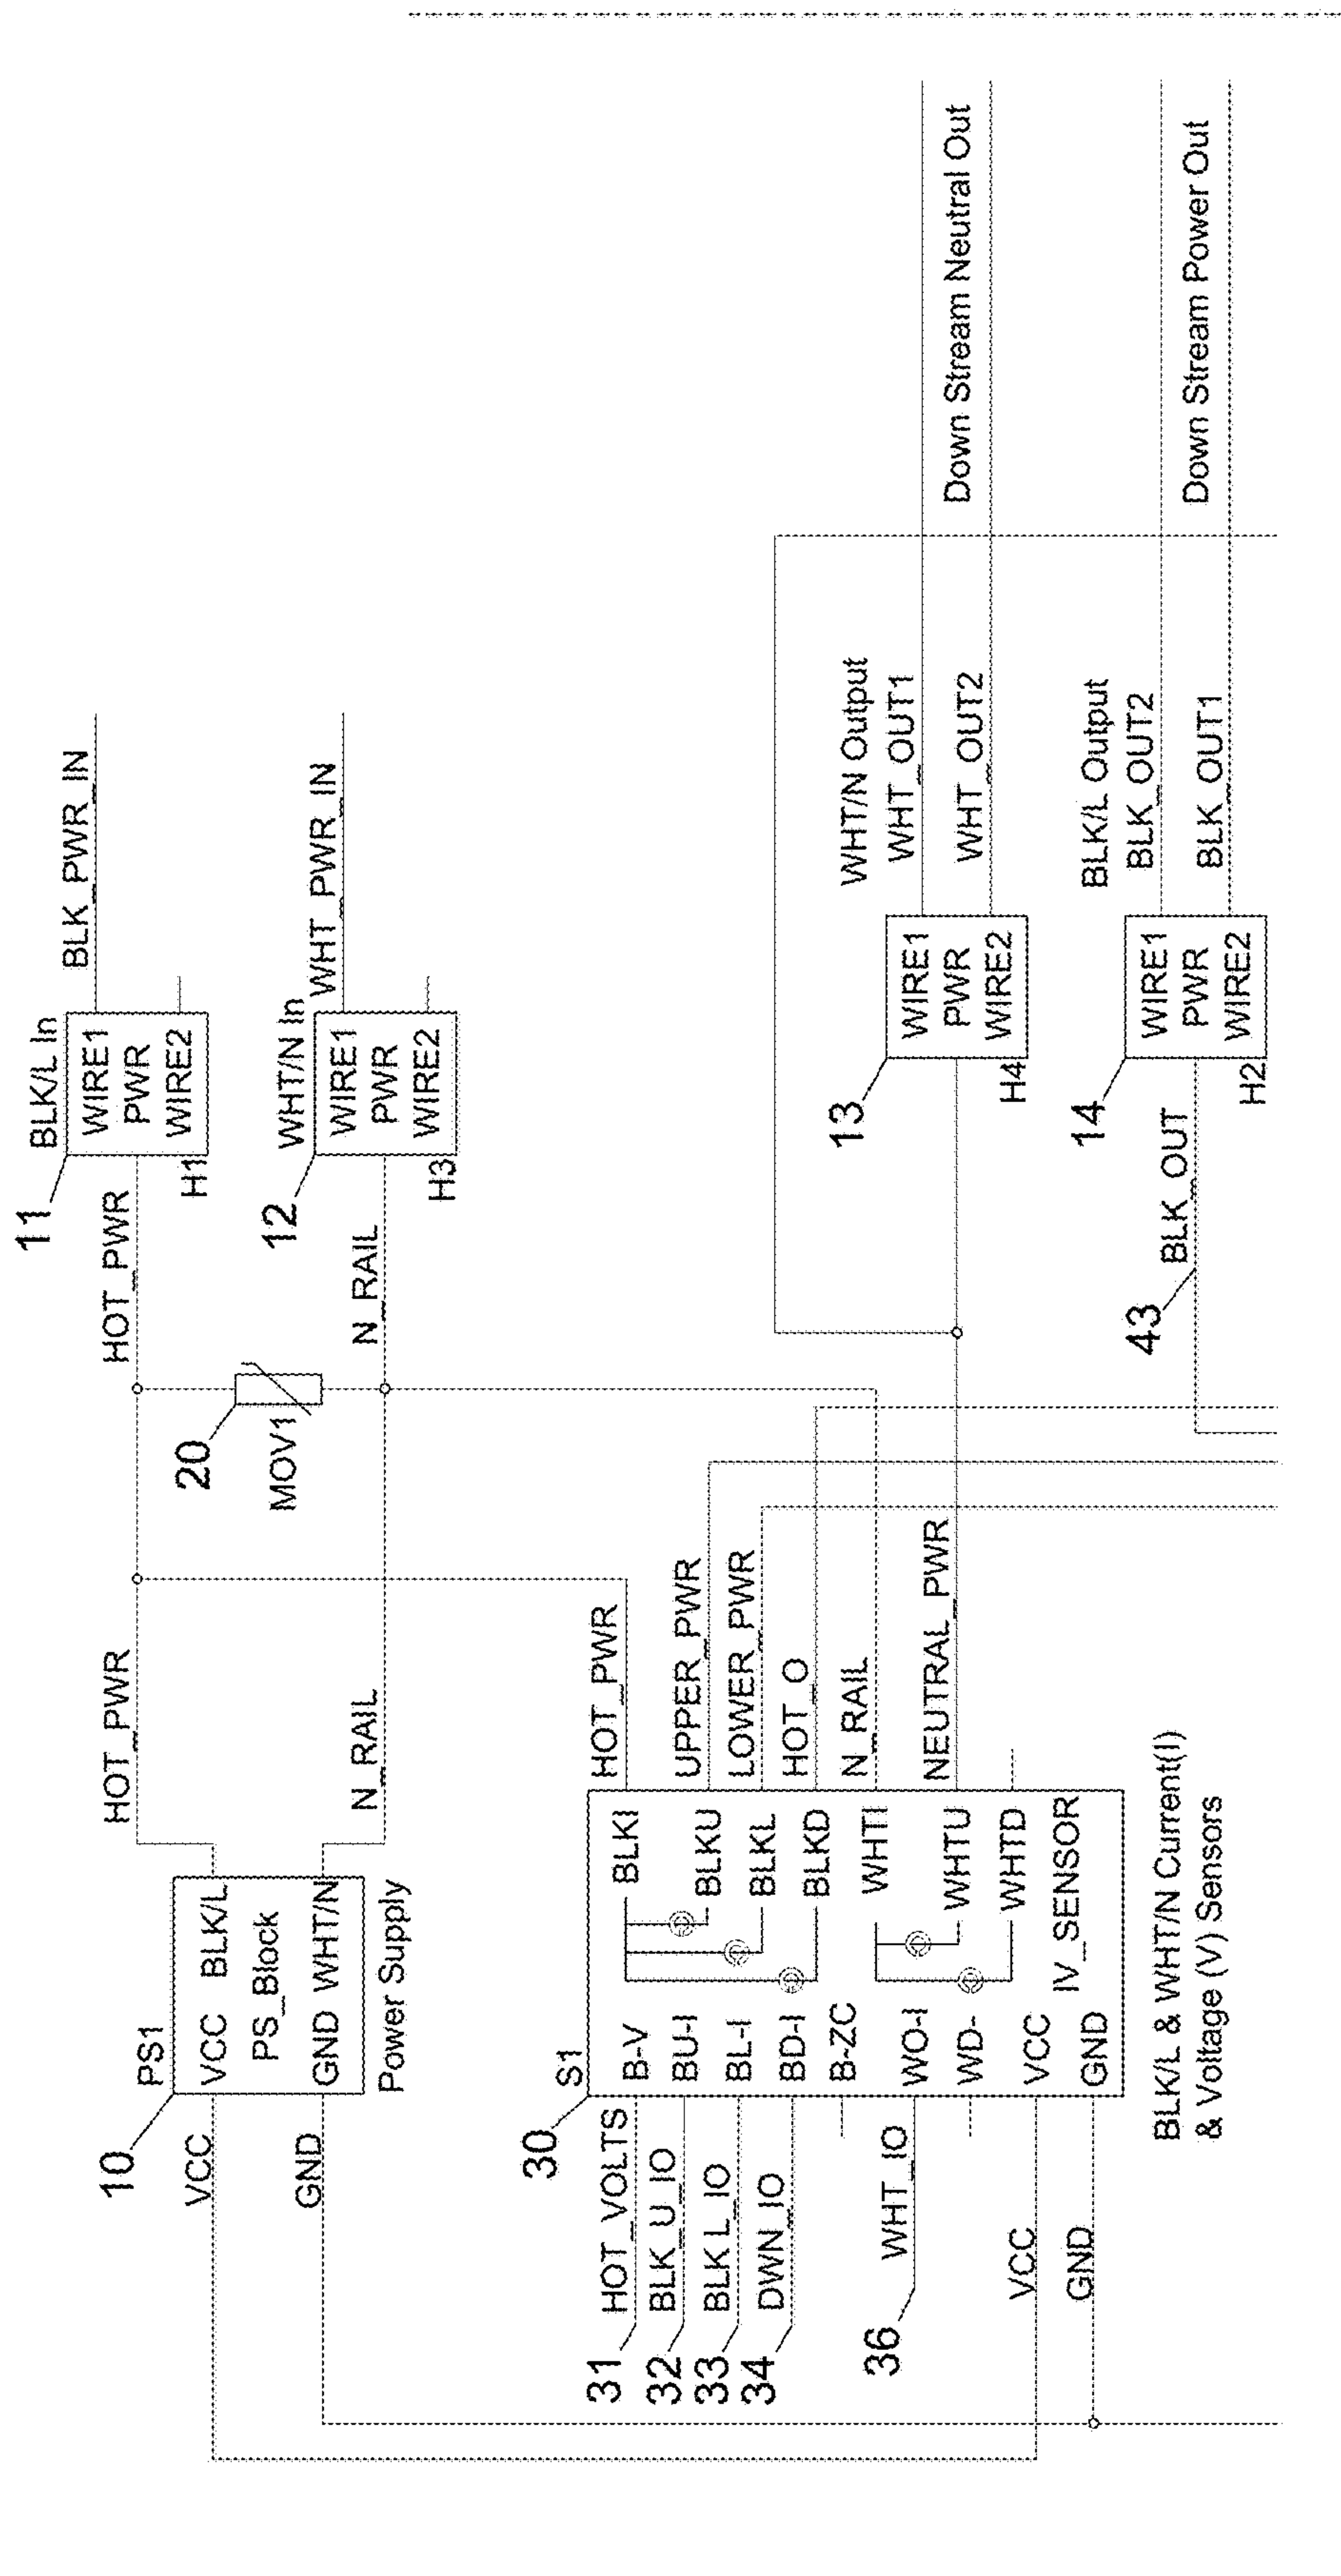 BLK/L In
11
BLK_PWR_IN
HOT_PWR
WIRE1
PWR
WIRE2
H1
WHT/N In
12
WHT_PWR_IN
N_RAIL
WIRE1
PWR
WIRE2
H3
20
MOV1
HOT_PWR
N_RAIL
PS1
10
VCC BLK/L
PS_Block
GND WHT/N
Power Supply
VCC
GND
S1
30
HOT_PWR
UPPER_PWR
LOWER_PWR
HOT_O
N_RAIL
NEUTRAL_PWR
BLKI
BLKU
BLKL
BLKD
WHTI
WHTU
WHTD
IV_SENSOR
B-V
BU-I
BL-I
BD-I
B-ZC
WO-I
WD-
VCC
GND
31
HOT_VOLTS
32
BLK_U_IO
33
BLK L_IO
34
DWN_IO
36
WHT_IO
VCC
GND
BLK/L & WHT/N Current(I)
& Voltage (V) Sensors
WHT/N Output
WHT_OUT1
WHT_OUT2
13
WIRE1
PWR
WIRE2
H4
Down Stream Neutral Out
BLK/L Output
BLK_OUT2
BLK_OUT1
14
WIRE1
PWR
WIRE2
H2
BLK_OUT
43
Down Stream Power Out